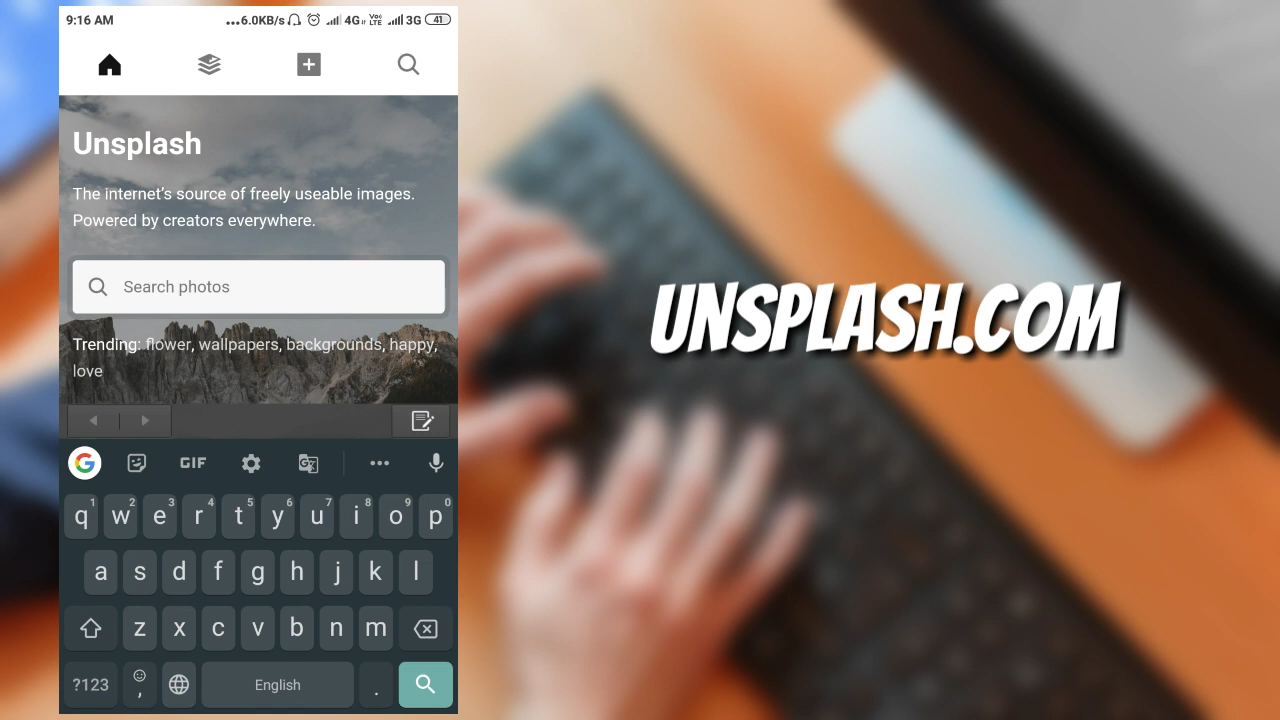 9:16 AM
...6.0KB/s 4G Vo) LTE 3G 41
Unsplash
The internet's source of freely useable images.
Powered by creators everywhere.
Search photos
Trending: flower, wallpapers, backgrounds, happy,
love
UNSPLASH.COM
G GIF G
1 2 3 4 5 6 7 8 9 0
q w e r t y u i o p
a s d f g h j k l
z x c v b n m
?123 , English .